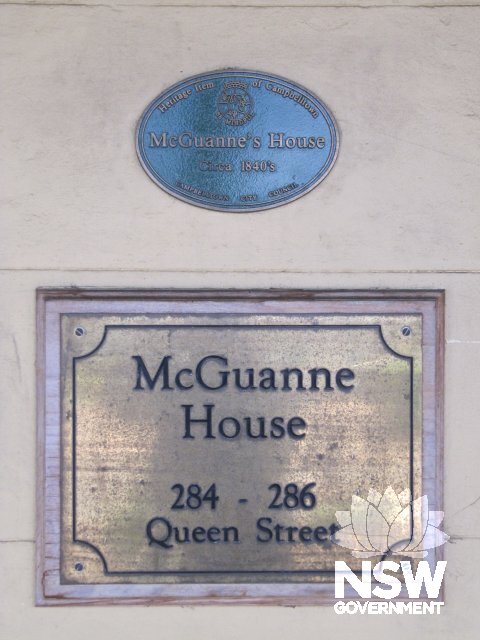 Heritage Item of Campbelltown
McGuanne's House
Circa 1840's
CAMPBELLTOWN CITY COUNCIL
McGuanne
House
284 - 286
Queen Street
NSW
GOVERNMENT